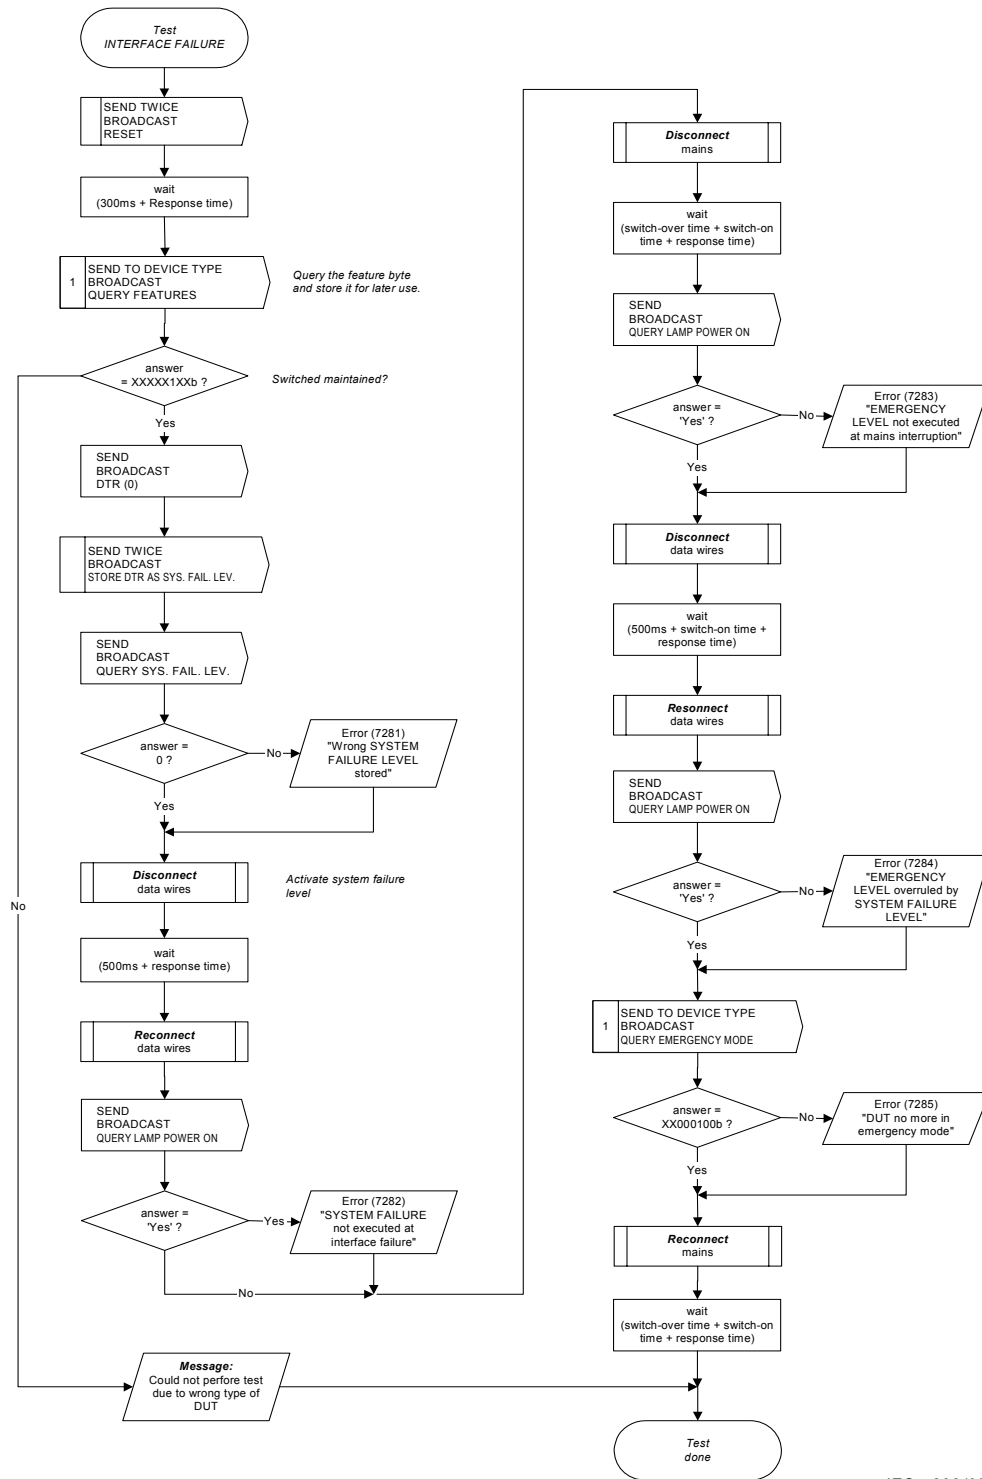 Test
INTERFACE FAILURE
SEND TWICE
BROADCAST
RESET
wait
(300ms + Response time)
1
SEND TO DEVICE TYPE
BROADCAST
QUERY FEATURES
Query the feature byte
and store it for later use.
answer
= XXXXX1XXb ?
Switched maintained?
Yes
SEND
BROADCAST
DTR (0)
SEND TWICE
BROADCAST
STORE DTR AS SYS. FAIL. LEV.
SEND
BROADCAST
QUERY SYS. FAIL. LEV.
answer =
0 ?
No
Error (7281)
"Wrong SYSTEM
FAILURE LEVEL
stored"
Yes
Disconnect
data wires
Activate system failure
level
No
wait
(500ms + response time)
Reconnect
data wires
SEND
BROADCAST
QUERY LAMP POWER ON
answer =
'Yes' ?
Yes
Error (7282)
"SYSTEM FAILURE
not executed at
interface failure"
No
Message:
Could not perfore test
due to wrong type of
DUT
Disconnect
mains
wait
(switch-over time + switch-on
time + response time)
SEND
BROADCAST
QUERY LAMP POWER ON
answer =
'Yes' ?
No
Error (7283)
"EMERGENCY
LEVEL not executed
at mains interruption"
Yes
Disconnect
data wires
wait
(500ms + switch-on time +
response time)
Resonnect
data wires
SEND
BROADCAST
QUERY LAMP POWER ON
answer =
'Yes' ?
No
Error (7284)
"EMERGENCY
LEVEL overruled by
SYSTEM FAILURE
LEVEL"
Yes
1
SEND TO DEVICE TYPE
BROADCAST
QUERY EMERGENCY MODE
answer =
XX000100b ?
No
Error (7285)
"DUT no more in
emergency mode"
Yes
Reconnect
mains
wait
(switch-over time + switch-on
time + response time)
Test
done